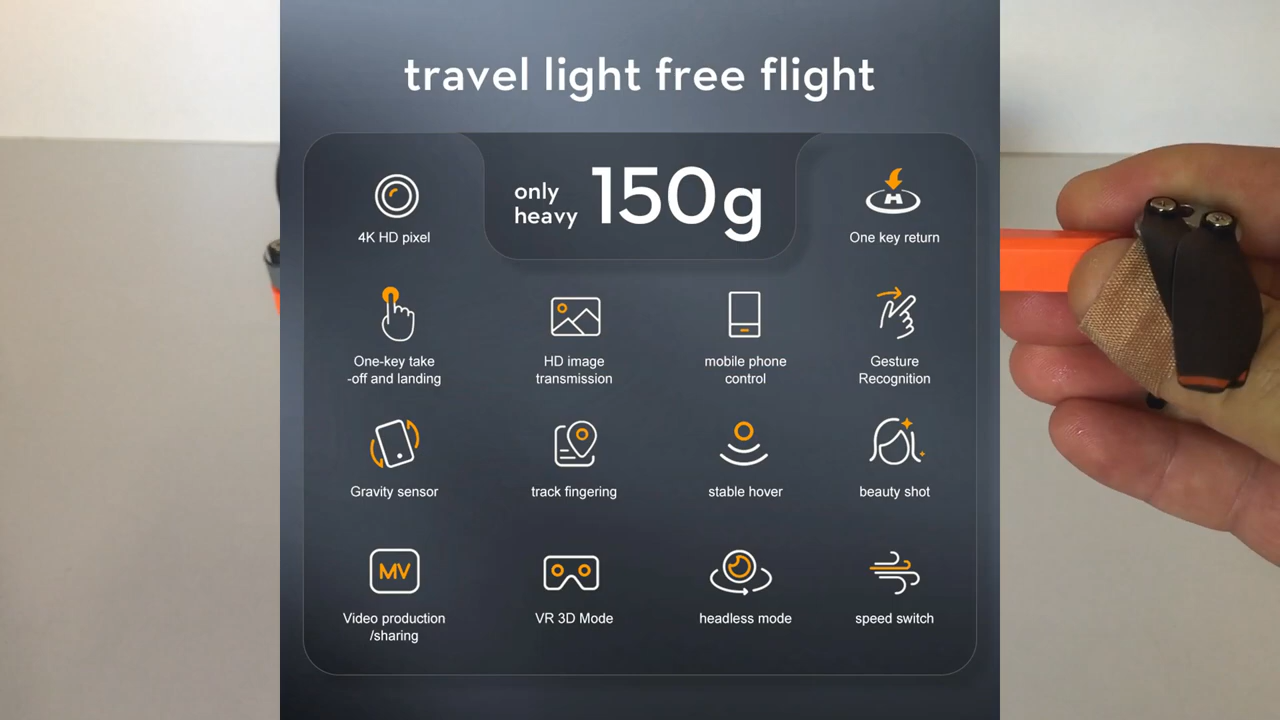 travel light free flight
only
heavy
150g
4K HD pixel
One key return
One-key take
-off and landing
HD image
transmission
mobile phone
control
Gesture
Recognition
Gravity sensor
track fingering
stable hover
beauty shot
MV
Video production
/sharing
VR 3D Mode
headless mode
speed switch